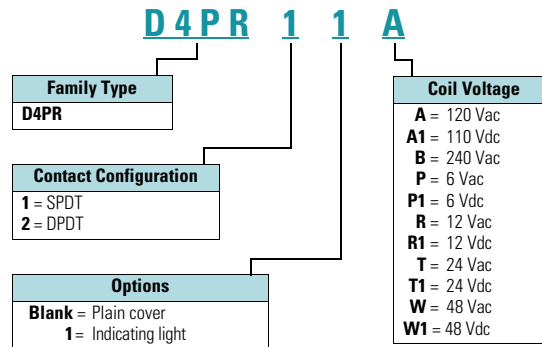 D4PR 1 1 A
Family Type
D4PR
Contact Configuration
1 = SPDT
2 = DPDT
Options
Blank = Plain cover
1 = Indicating light
Coil Voltage
A = 120 Vac
A1 = 110 Vdc
B = 240 Vac
P = 6 Vac
P1 = 6 Vdc
R = 12 Vac
R1 = 12 Vdc
T = 24 Vac
T1 = 24 Vdc
W = 48 Vac
W1 = 48 Vdc